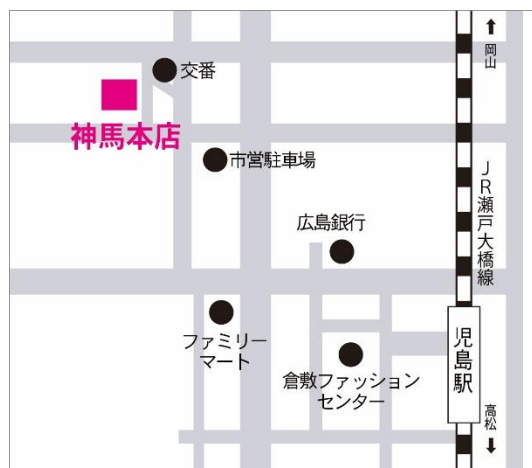 岡山
交番
神馬本店
市営駐車場
JR瀬戸大橋線
広島銀行
ファミリー
マート
児島駅
倉敷ファッション
センター
高松